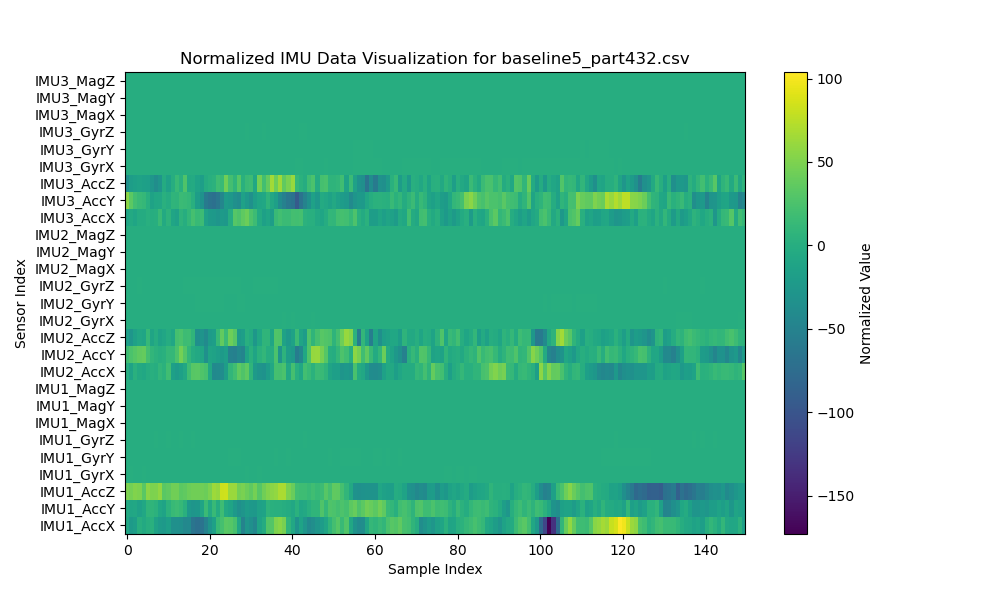 Normalized IMU Data Visualization for baseline5_part432.csv
IMU3_MagZ
IMU3_MagY
IMU3_MagX
IMU3_GyrZ
IMU3_GyrY
IMU3_GyrX
IMU3_AccZ
IMU3_AccY
IMU3_AccX
IMU2_MagZ
IMU2_MagY
IMU2_MagX
IMU2_GyrZ
IMU2_GyrY
IMU2_GyrX
IMU2_AccZ
IMU2_AccY
IMU2_AccX
IMU1_MagZ
IMU1_MagY
IMU1_MagX
IMU1_GyrZ
IMU1_GyrY
IMU1_GyrX
IMU1_AccZ
IMU1_AccY
IMU1_AccX
Sensor Index
0 20 40 60 80 100 120 140
Sample Index
100
50
0
−50
−100
−150
Normalized Value